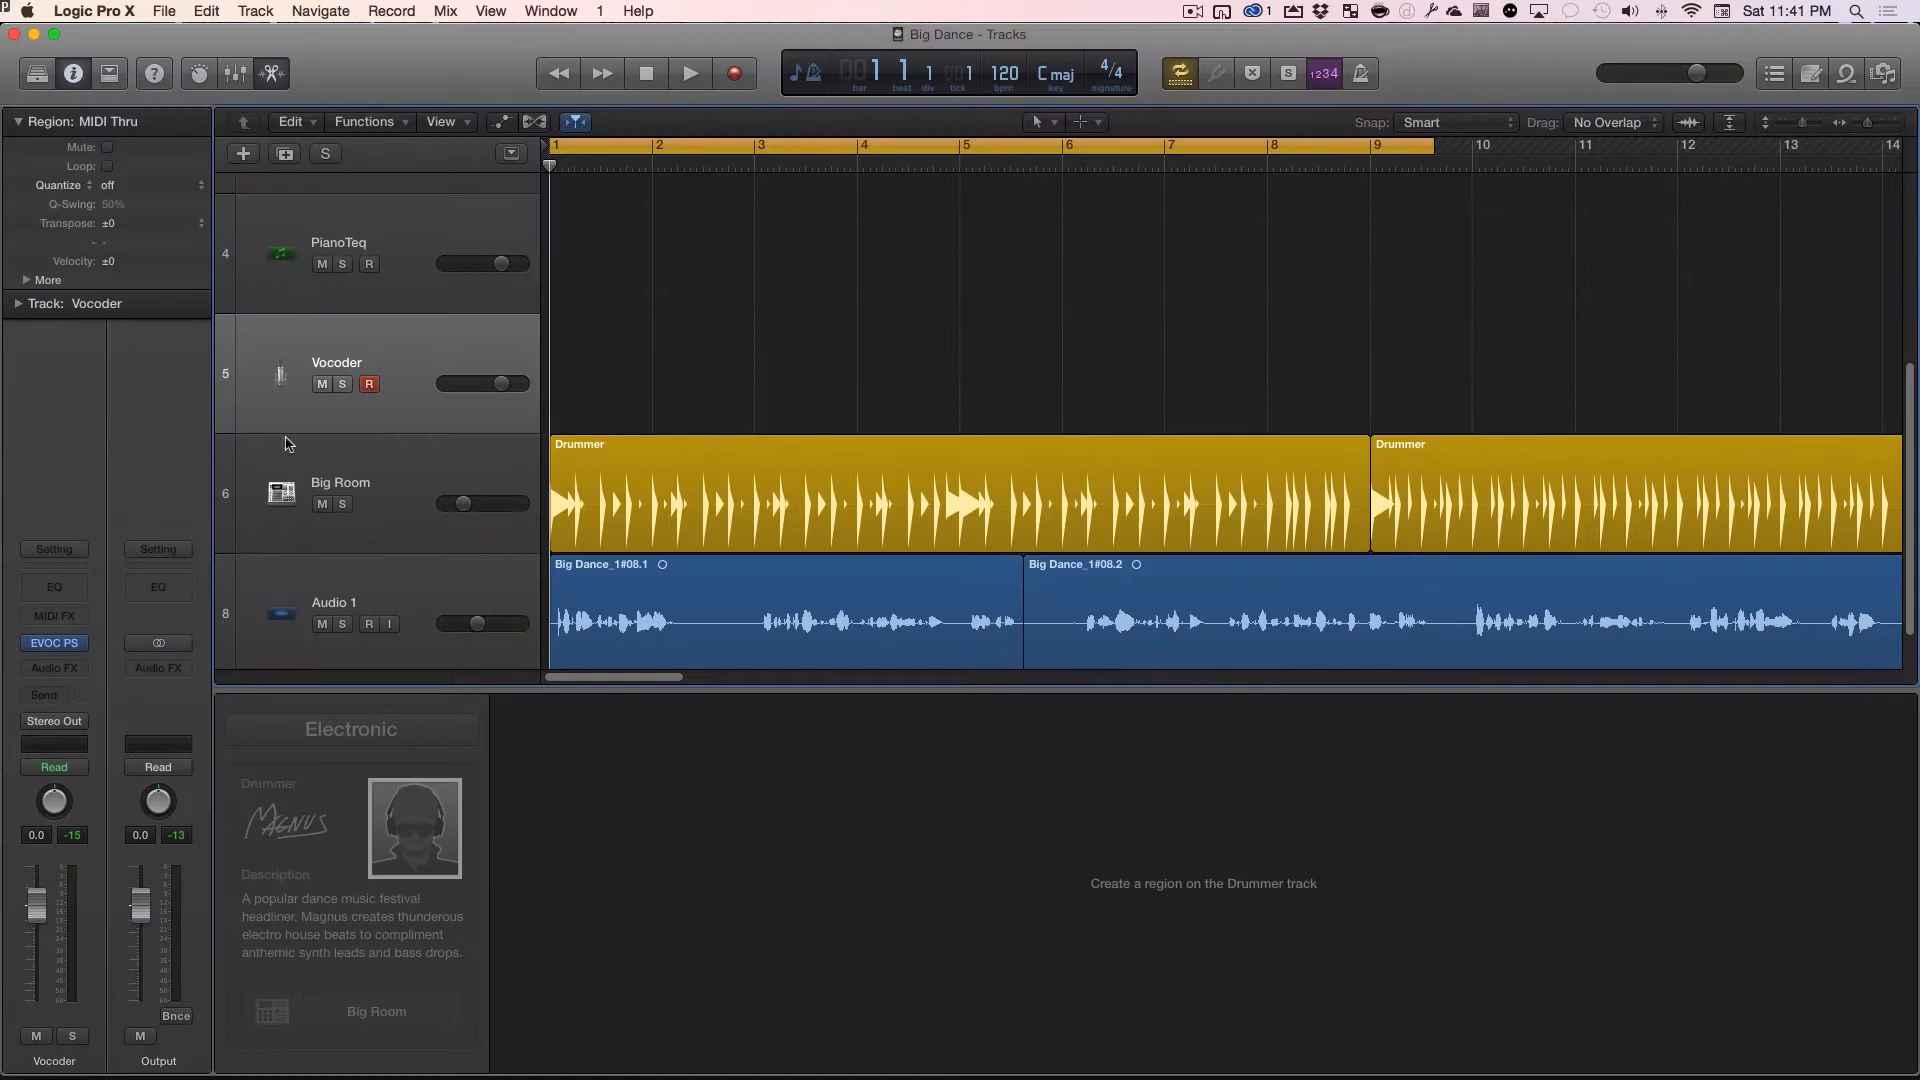 Logic Pro X File Edit Track Navigate Record Mix View Window 1 Help
1 Sat 11:41 PM
Big Dance - Tracks
1 1 1 1 120 C maj 4/4
bar beat div tick bpm key signature
S 1234
Region: MIDI Thru
Edit Functions View
Snap: Smart Drag: No Overlap
Mute:
Loop:
Quantize off
Q-Swing: 50%
Transpose: ±0
Velocity: ±0
More
Track: Vocoder
S
1 2 3 4 5 6 7 8 9 10 11 12 13 14
4 PianoTeq
M S R
5 Vocoder
M S R
6 Big Room
M S
Drummer Drummer
8 Audio 1
M S R I
Big Dance_1#08.1 Big Dance_1#08.2
Setting Setting
EQ EQ
MIDI FX
EVOC PS
Audio FX Audio FX
Send
Stereo Out
Read Read
0.0 -15 0.0 -13
Bnce
M S M
Vocoder Output
Electronic
Drummer
Magnus
Description
A popular dance music festival
headliner, Magnus creates thunderous
electro house beats to compliment
anthemic synth leads and bass drops.
Big Room
Create a region on the Drummer track